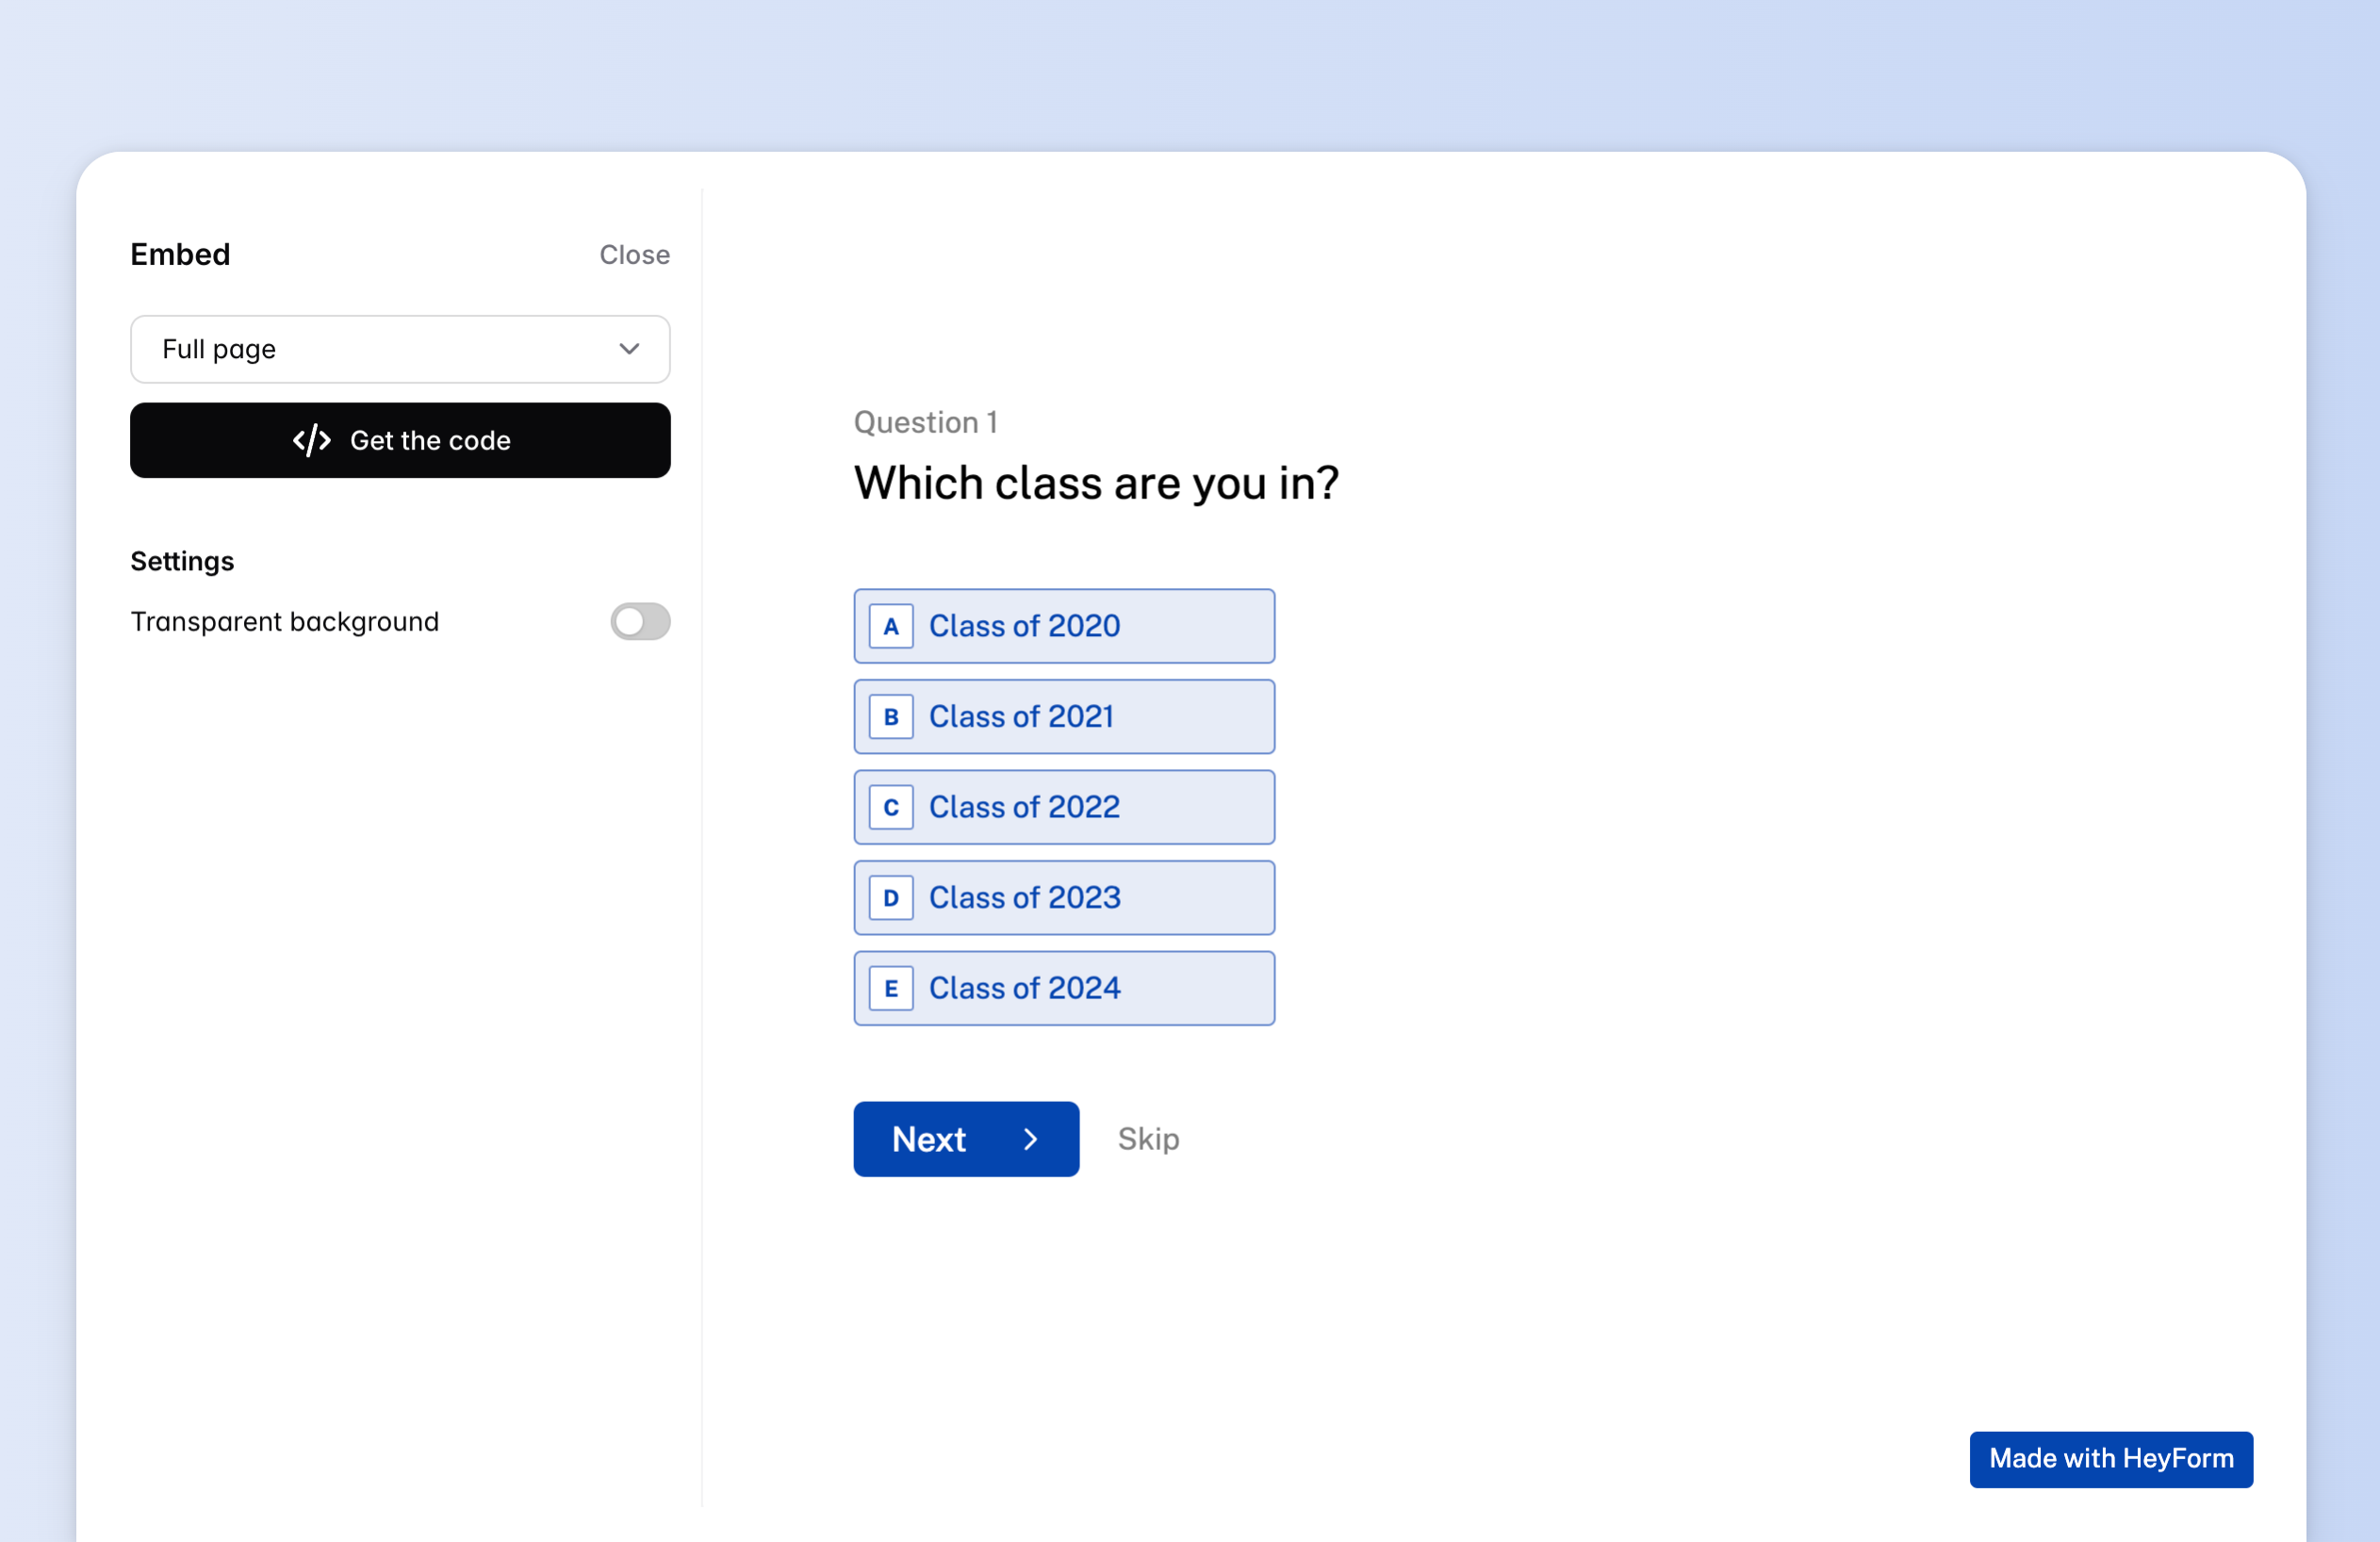 Embed
Close
Full page
</> Get the code
Settings
Transparent background
Question 1
Which class are you in?
A Class of 2020
B Class of 2021
C Class of 2022
D Class of 2023
E Class of 2024
Next
Skip
Made with HeyForm